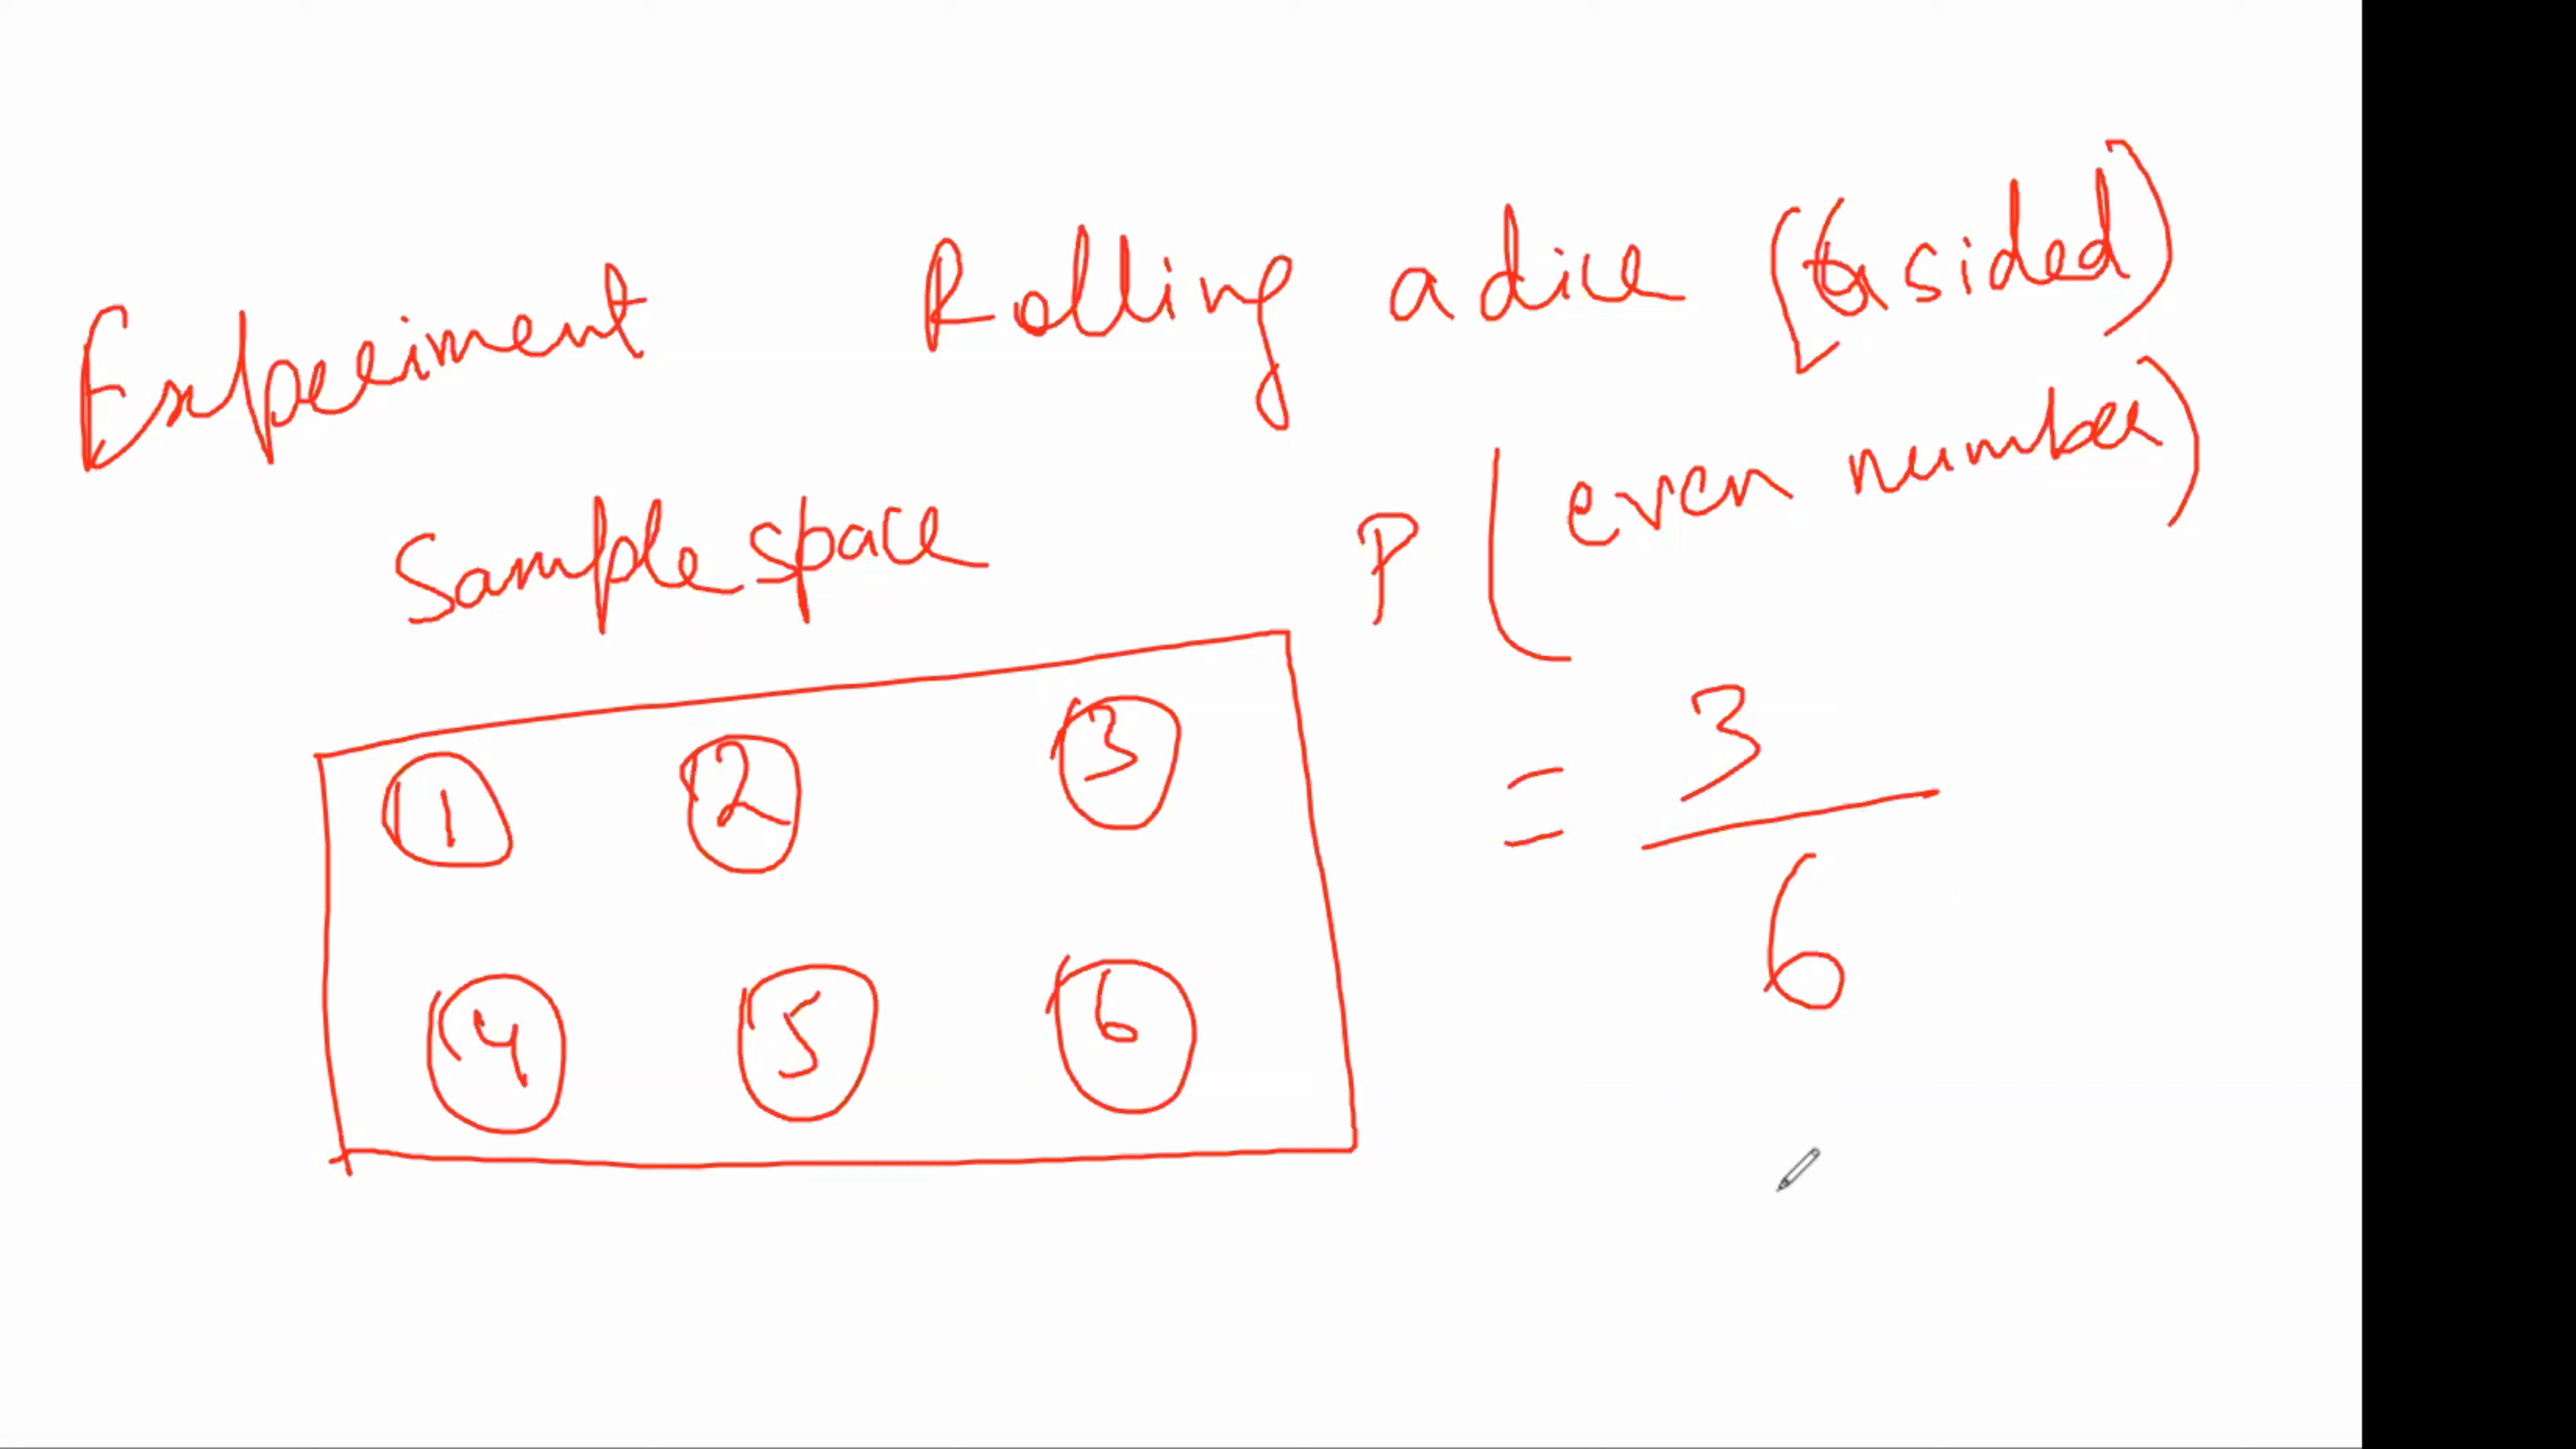 Experiment Rolling a dice (6 sided)
Sample space P (even number)
1 2 3
= 3/6
4 5 6